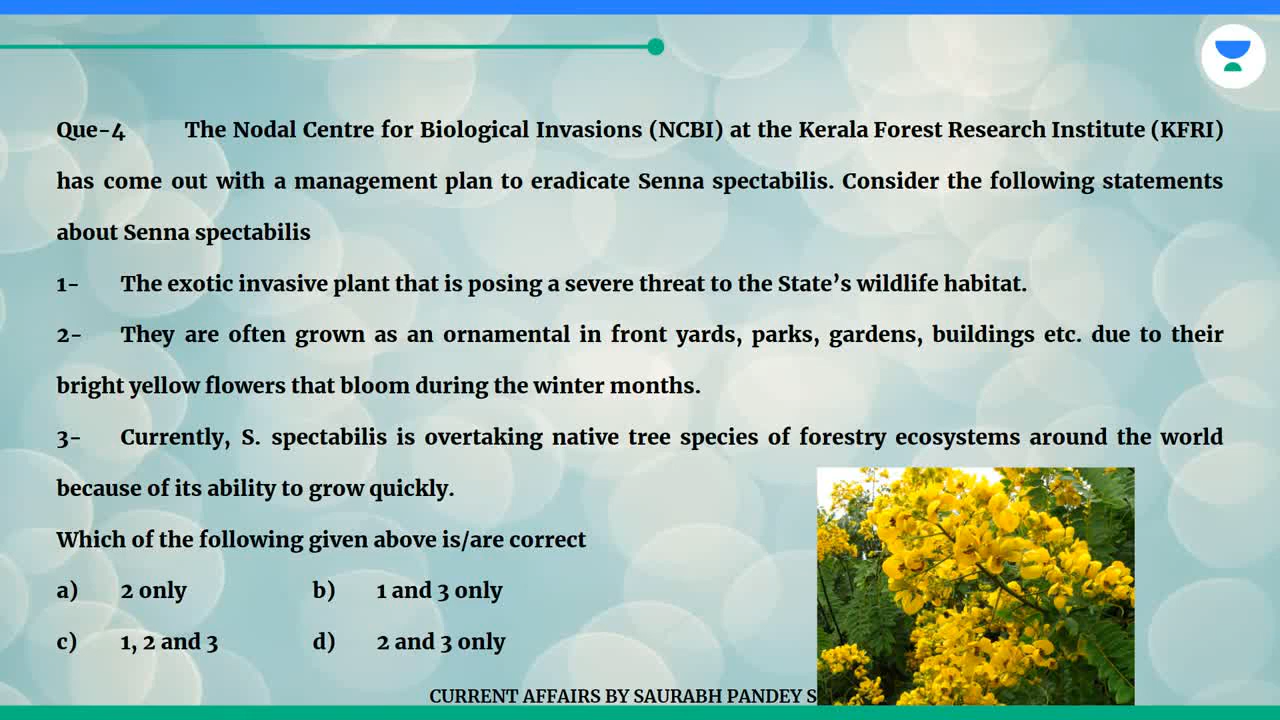 Que-4 The Nodal Centre for Biological Invasions (NCBI) at the Kerala Forest Research Institute (KFRI)
has come out with a management plan to eradicate Senna spectabilis. Consider the following statements
about Senna spectabilis
1- The exotic invasive plant that is posing a severe threat to the State’s wildlife habitat.
2- They are often grown as an ornamental in front yards, parks, gardens, buildings etc. due to their
bright yellow flowers that bloom during the winter months.
3- Currently, S. spectabilis is overtaking native tree species of forestry ecosystems around the world
because of its ability to grow quickly.
Which of the following given above is/are correct
a) 2 only b) 1 and 3 only
c) 1, 2 and 3 d) 2 and 3 only
CURRENT AFFAIRS BY SAURABH PANDEY S